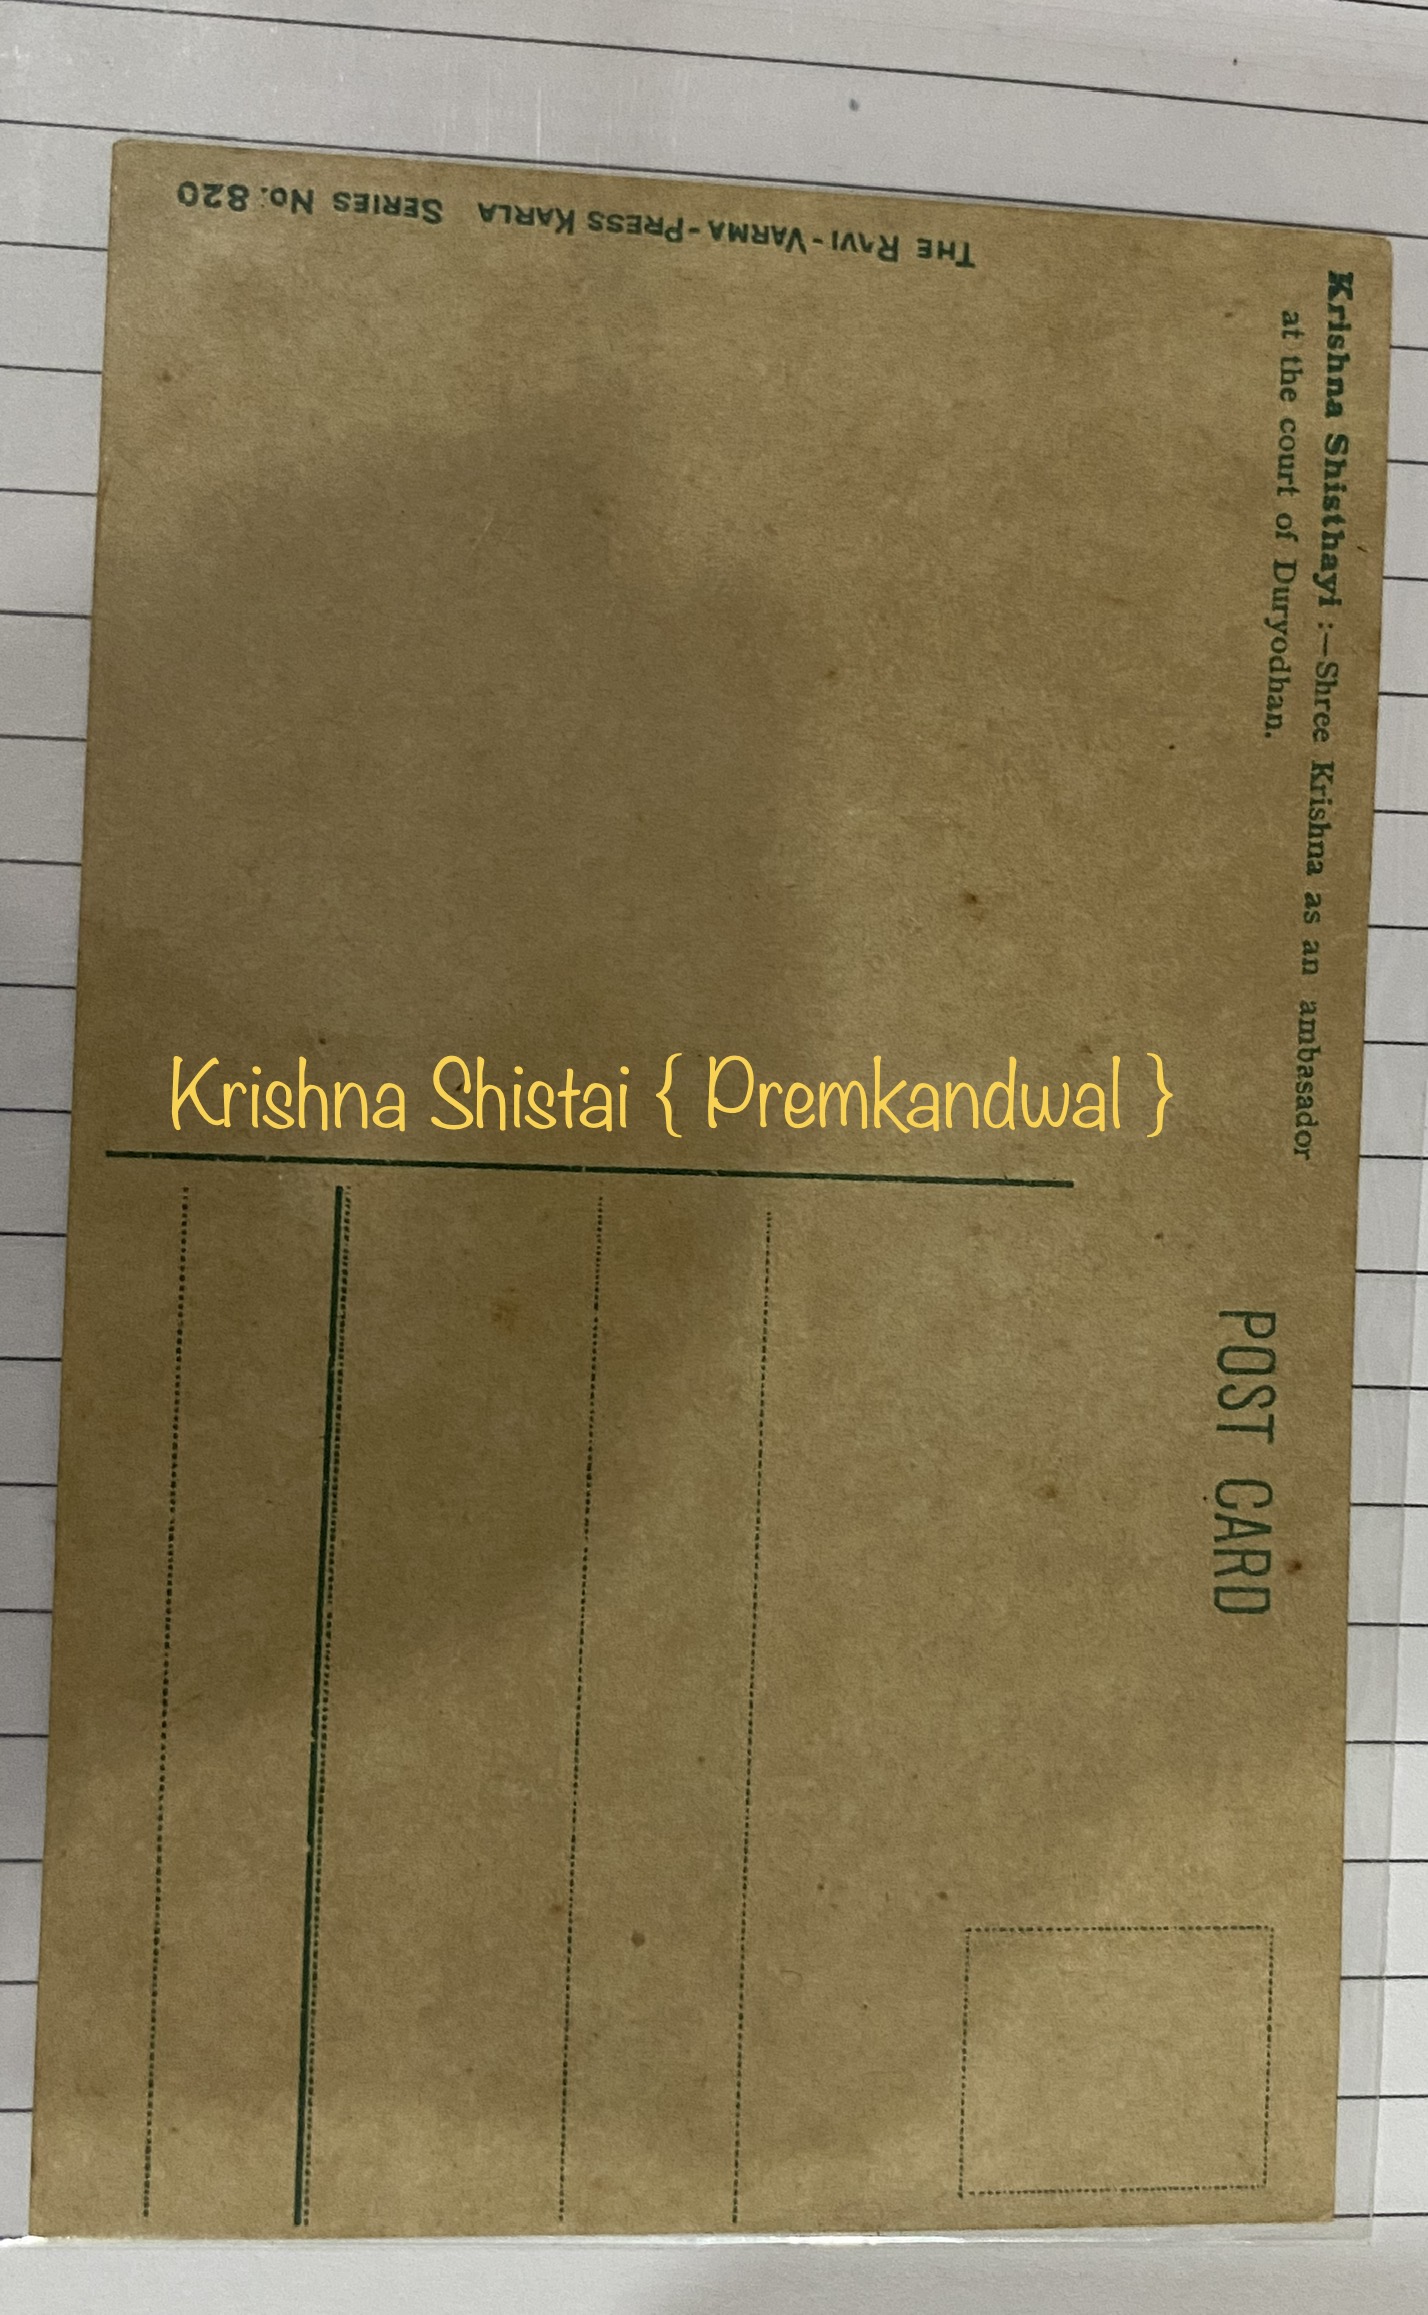 THE RAVI-VARMA-PRESS KARLA SERIES No. 820
Krishna Shisthayi :—Shree Krishna as an ambasador
at the court of Duryodhan.
Krishna Shistai { Premkandwal }
POST CARD